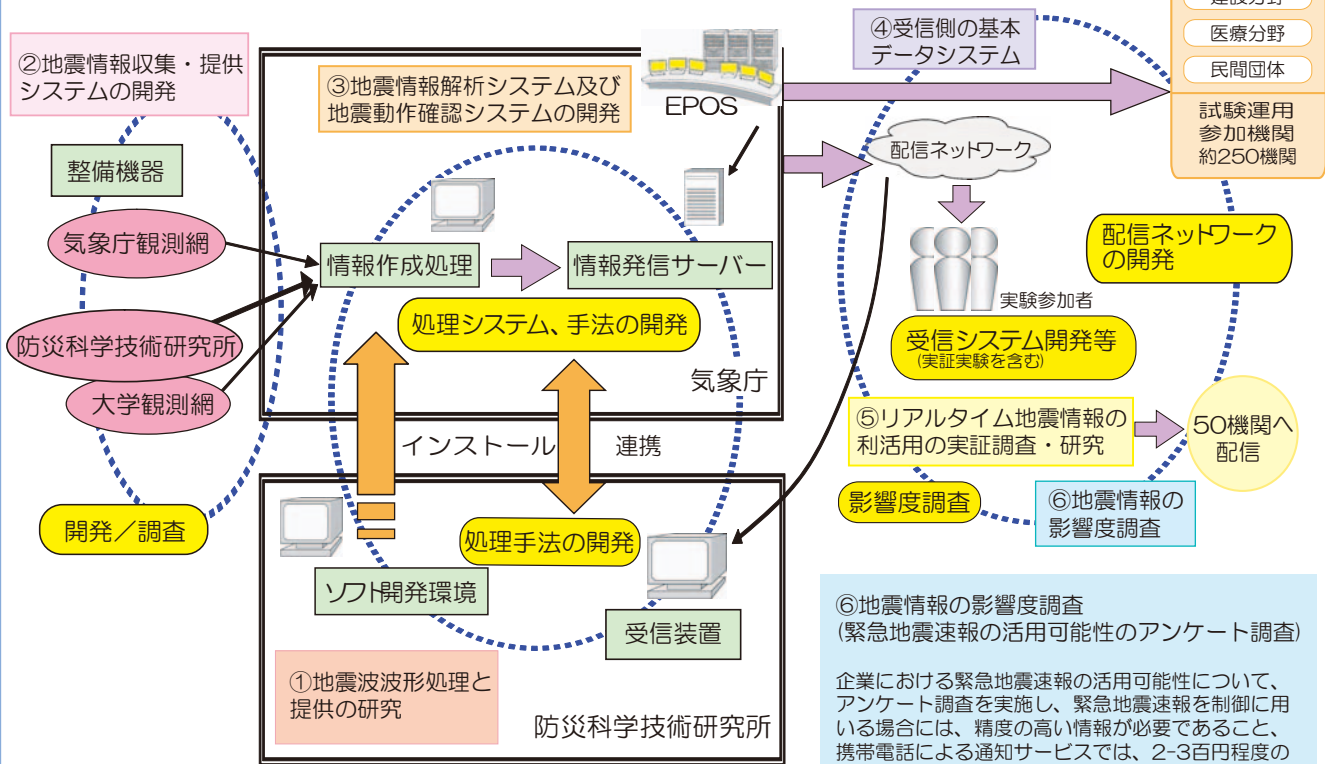 ②地震情報収集・提供
システムの開発
整備機器
気象庁観測網
防災科学技術研究所
大学観測網
開発／調査
③地震情報解析システム及び
地震動作確認システムの開発
EPOS
情報作成処理
情報発信サーバー
処理システム、手法の開発
気象庁
インストール
連携
処理手法の開発
ソフト開発環境
受信装置
①地震波波形処理と
提供の研究
防災科学技術研究所
④受信側の基本
データシステム
医療分野
民間団体
試験運用
参加機関
約250機関
配信ネットワーク
実験参加者
配信ネットワーク
の開発
受信システム開発等
(実証実験を含む)
⑤リアルタイム地震情報の
利活用の実証調査・研究
50機関へ
配信
影響度調査
⑥地震情報の
影響度調査
⑥地震情報の影響度調査
(緊急地震速報の活用可能性のアンケート調査)
企業における緊急地震速報の活用可能性について、
アンケート調査を実施し、緊急地震速報を制御に用
いる場合には、精度の高い情報が必要であること、
携帯電話による通知サービスでは、2-3百円程度の